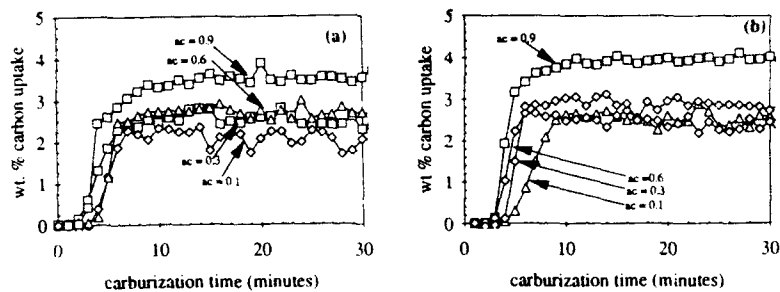 (a)
wt. % carbon uptake
5
4
3
2
1
0
ac = 0.9
ac = 0.6
ac = 0.3
ac = 0.1
0 10 20 30
carburization time (minutes)
(b)
wt. % carbon uptake
5
4
3
2
1
0
ac = 0.9
ac = 0.6
ac = 0.3
ac = 0.1
0 10 20 30
carburization time (minutes)